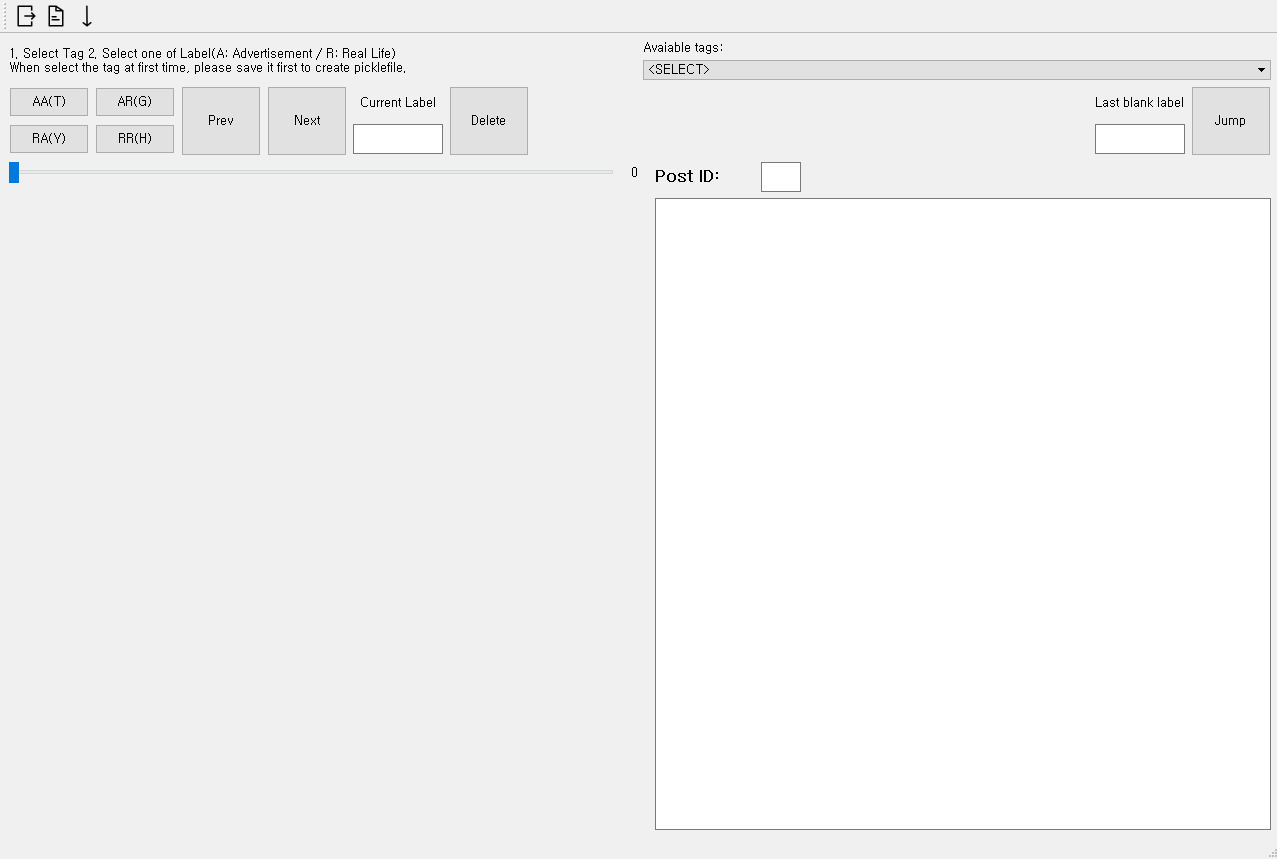 1. Select Tag 2. Select one of Label(A: Advertisement / R: Real Life)
When select the tag at first time, please save it first to create picklefile.
Avaiable tags:
<SELECT>
AA(T)
AR(G)
RA(Y)
RR(H)
Prev
Next
Current Label
Delete
Last blank label
Jump
0
Post ID: